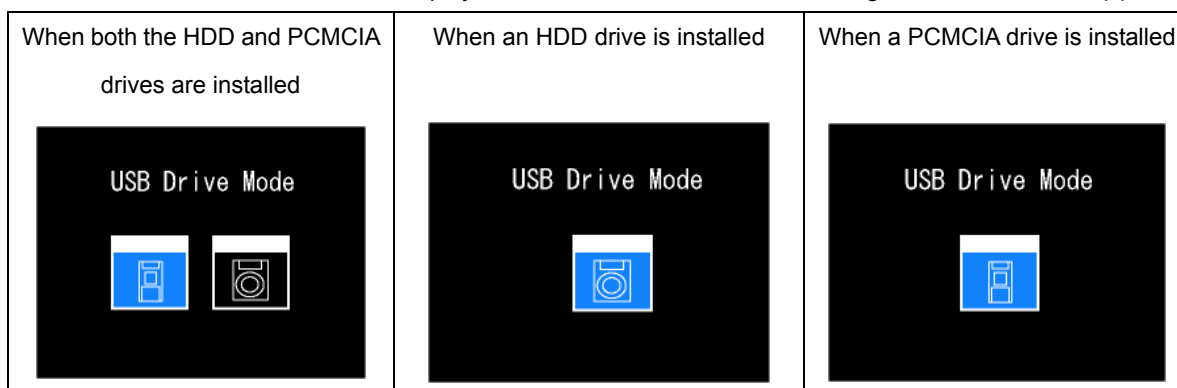 When both the HDD and PCMCIA
drives are installed
When an HDD drive is installed
When a PCMCIA drive is installed
USB Drive Mode
USB Drive Mode
USB Drive Mode